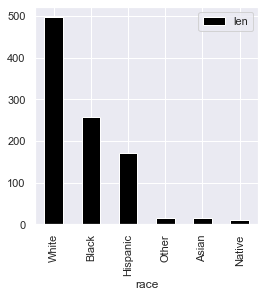 500
400
300
200
100
0
len
White
Black
Hispanic
Other
Asian
Native
race